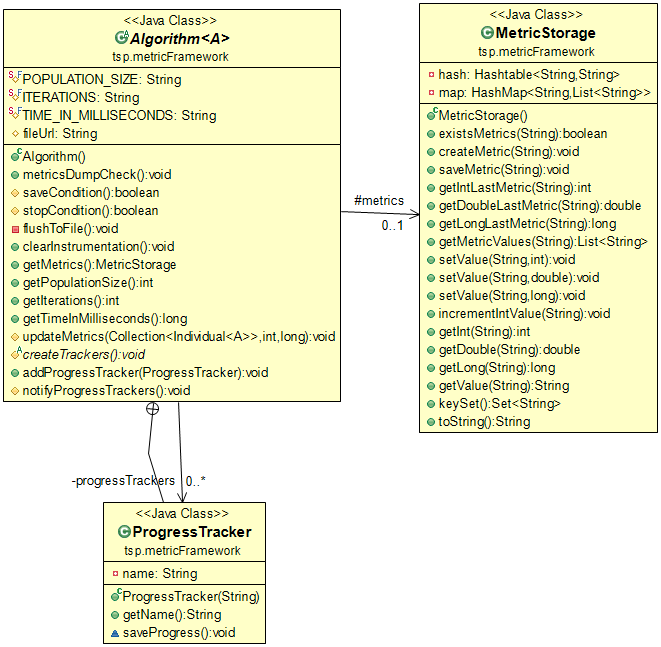 <<Java Class>>
Algorithm<A>
tsp.metricFramework
POPULATION_SIZE: String
ITERATIONS: String
TIME_IN_MILLISECONDS: String
fileUrl: String
Algorithm()
metricsDumpCheck():void
saveCondition():boolean
stopCondition():boolean
flushToFile():void
clearInstrumentation():void
getMetrics():MetricStorage
getPopulationSize():int
getIterations():int
getTimeInMilliseconds():long
updateMetrics(Collection<Individual<A>>,int,long):void
createTrackers():void
addProgressTracker(ProgressTracker):void
notifyProgressTrackers():void
#metrics
0..1
<<Java Class>>
MetricStorage
tsp.metricFramework
hash: Hashtable<String,String>
map: HashMap<String,List<String>>
MetricStorage()
existsMetrics(String):boolean
createMetric(String):void
saveMetric(String):void
getIntLastMetric(String):int
getDoubleLastMetric(String):double
getLongLastMetric(String):long
getMetricValues(String):List<String>
setValue(String,int):void
setValue(String,double):void
setValue(String,long):void
incrementIntValue(String):void
getInt(String):int
getDouble(String):double
getLong(String):long
getValue(String):String
keySet():Set<String>
toString():String
-progressTrackers 0..*
<<Java Class>>
ProgressTracker
tsp.metricFramework
name: String
ProgressTracker(String)
getName():String
saveProgress():void